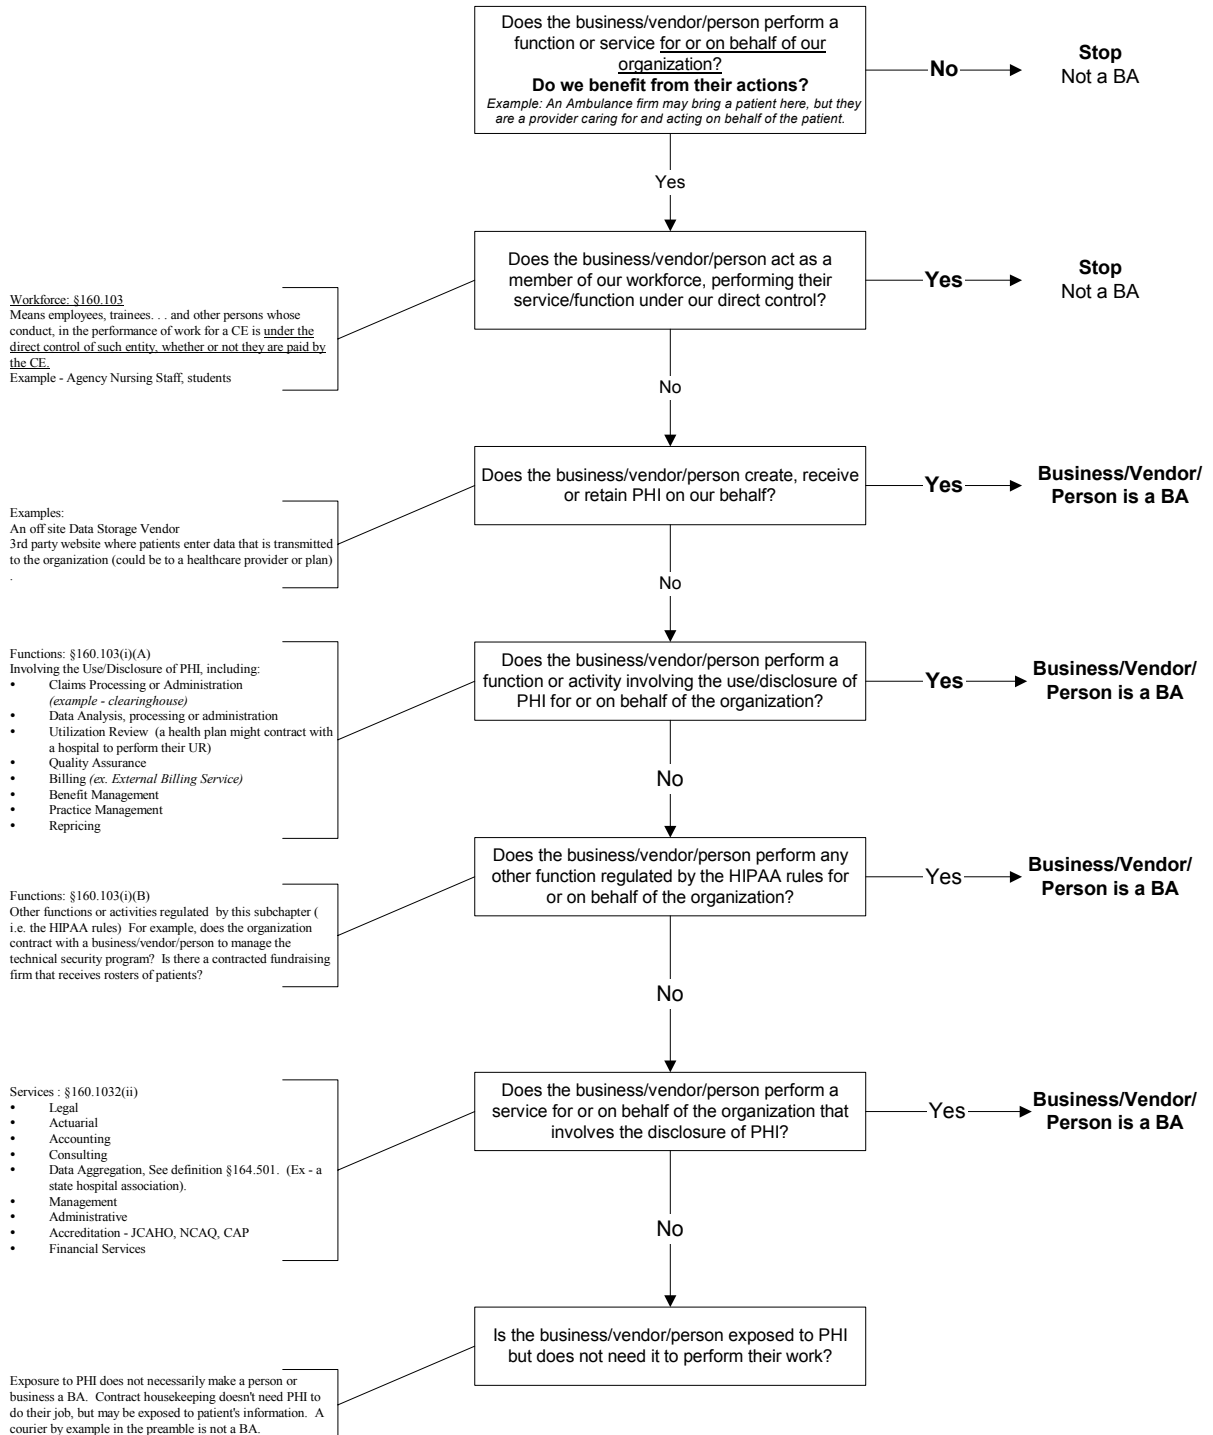 Does the business/vendor/person perform a
function or service for or on behalf of our
organization?
Do we benefit from their actions?
Example: An Ambulance firm may bring a patient here, but they
are a provider caring for and acting on behalf of the patient.
No
Stop
Not a BA
Yes
Does the business/vendor/person act as a
member of our workforce, performing their
service/function under our direct control?
Yes
Stop
Not a BA
Workforce: §160.103
Means employees, trainees. . . and other persons whose
conduct, in the performance of work for a CE is under the
direct control of such entity, whether or not they are paid by
the CE.
Example - Agency Nursing Staff, students
No
Does the business/vendor/person create, receive
or retain PHI on our behalf?
Yes
Business/Vendor/
Person is a BA
Examples:
An off site Data Storage Vendor
3rd party website where patients enter data that is transmitted
to the organization (could be to a healthcare provider or plan)
.
No
Does the business/vendor/person perform a
function or activity involving the use/disclosure of
PHI for or on behalf of the organization?
Yes
Business/Vendor/
Person is a BA
Functions: §160.103(i)(A)
Involving the Use/Disclosure of PHI, including:
• Claims Processing or Administration
(example - clearinghouse)
• Data Analysis, processing or administration
• Utilization Review (a health plan might contract with
a hospital to perform their UR)
• Quality Assurance
• Billing (ex. External Billing Service)
• Benefit Management
• Practice Management
• Repricing
No
Does the business/vendor/person perform any
other function regulated by the HIPAA rules for
or on behalf of the organization?
Yes
Business/Vendor/
Person is a BA
Functions: §160.103(i)(B)
Other functions or activities regulated by this subchapter (
i.e. the HIPAA rules) For example, does the organization
contract with a business/vendor/person to manage the
technical security program? Is there a contracted fundraising
firm that receives rosters of patients?
No
Does the business/vendor/person perform a
service for or on behalf of the organization that
involves the disclosure of PHI?
Yes
Business/Vendor/
Person is a BA
Services : §160.1032(ii)
• Legal
• Actuarial
• Accounting
• Consulting
• Data Aggregation, See definition §164.501. (Ex - a
state hospital association).
• Management
• Administrative
• Accreditation - JCAHO, NCAQ, CAP
• Financial Services
No
Is the business/vendor/person exposed to PHI
but does not need it to perform their work?
Exposure to PHI does not necessarily make a person or
business a BA. Contract housekeeping doesn't need PHI to
do their job, but may be exposed to patient's information. A
courier by example in the preamble is not a BA.